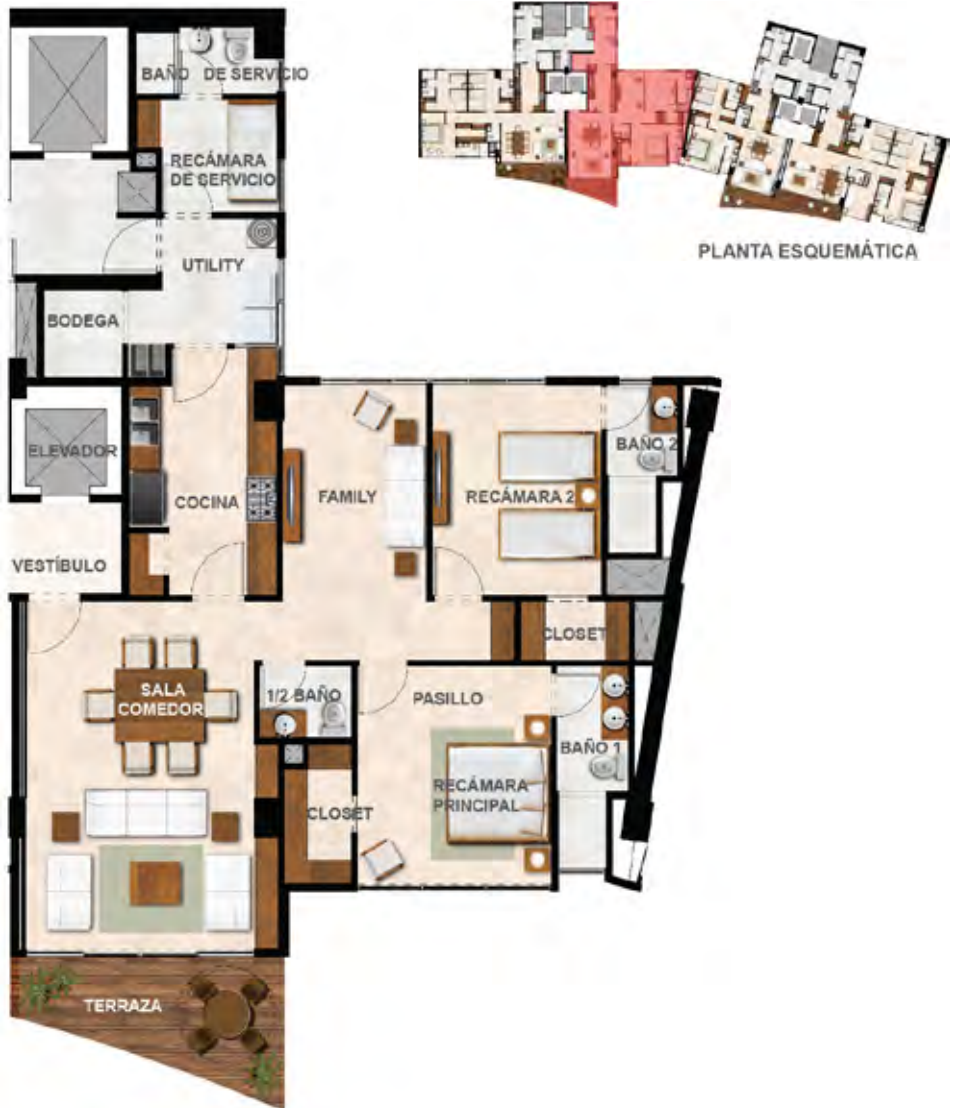 BAÑO DE SERVICIO
RECÁMARA
DE SERVICIO
PLANTA ESQUEMÁTICA
UTILITY
BODEGA
ELEVADOR
BAÑO 2
COCINA
FAMILY
RECÁMARA 2
VESTÍBULO
CLOSET
SALA
COMEDOR
1/2 BAÑO
PASILLO
BAÑO 1
RECÁMARA
PRINCIPAL
CLOSET
TERRAZA